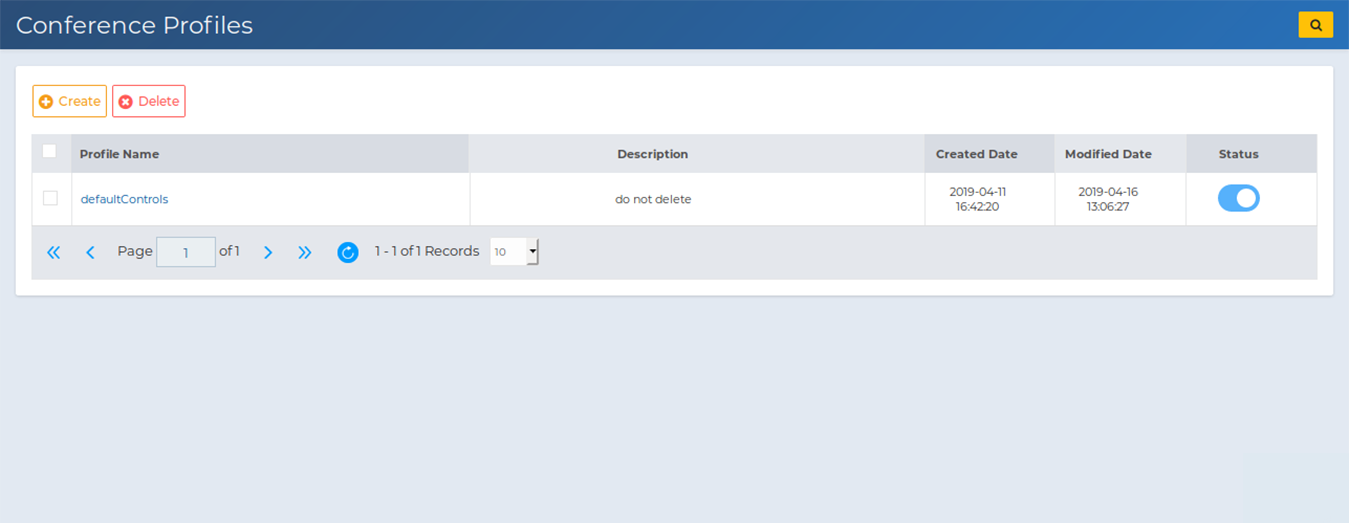 Conference Profiles
Create Delete
Profile Name Description Created Date Modified Date Status
defaultControls do not delete 2019-04-11 16:42:20 2019-04-16 13:06:27
Page 1 of 1 1 - 1 of 1 Records 10